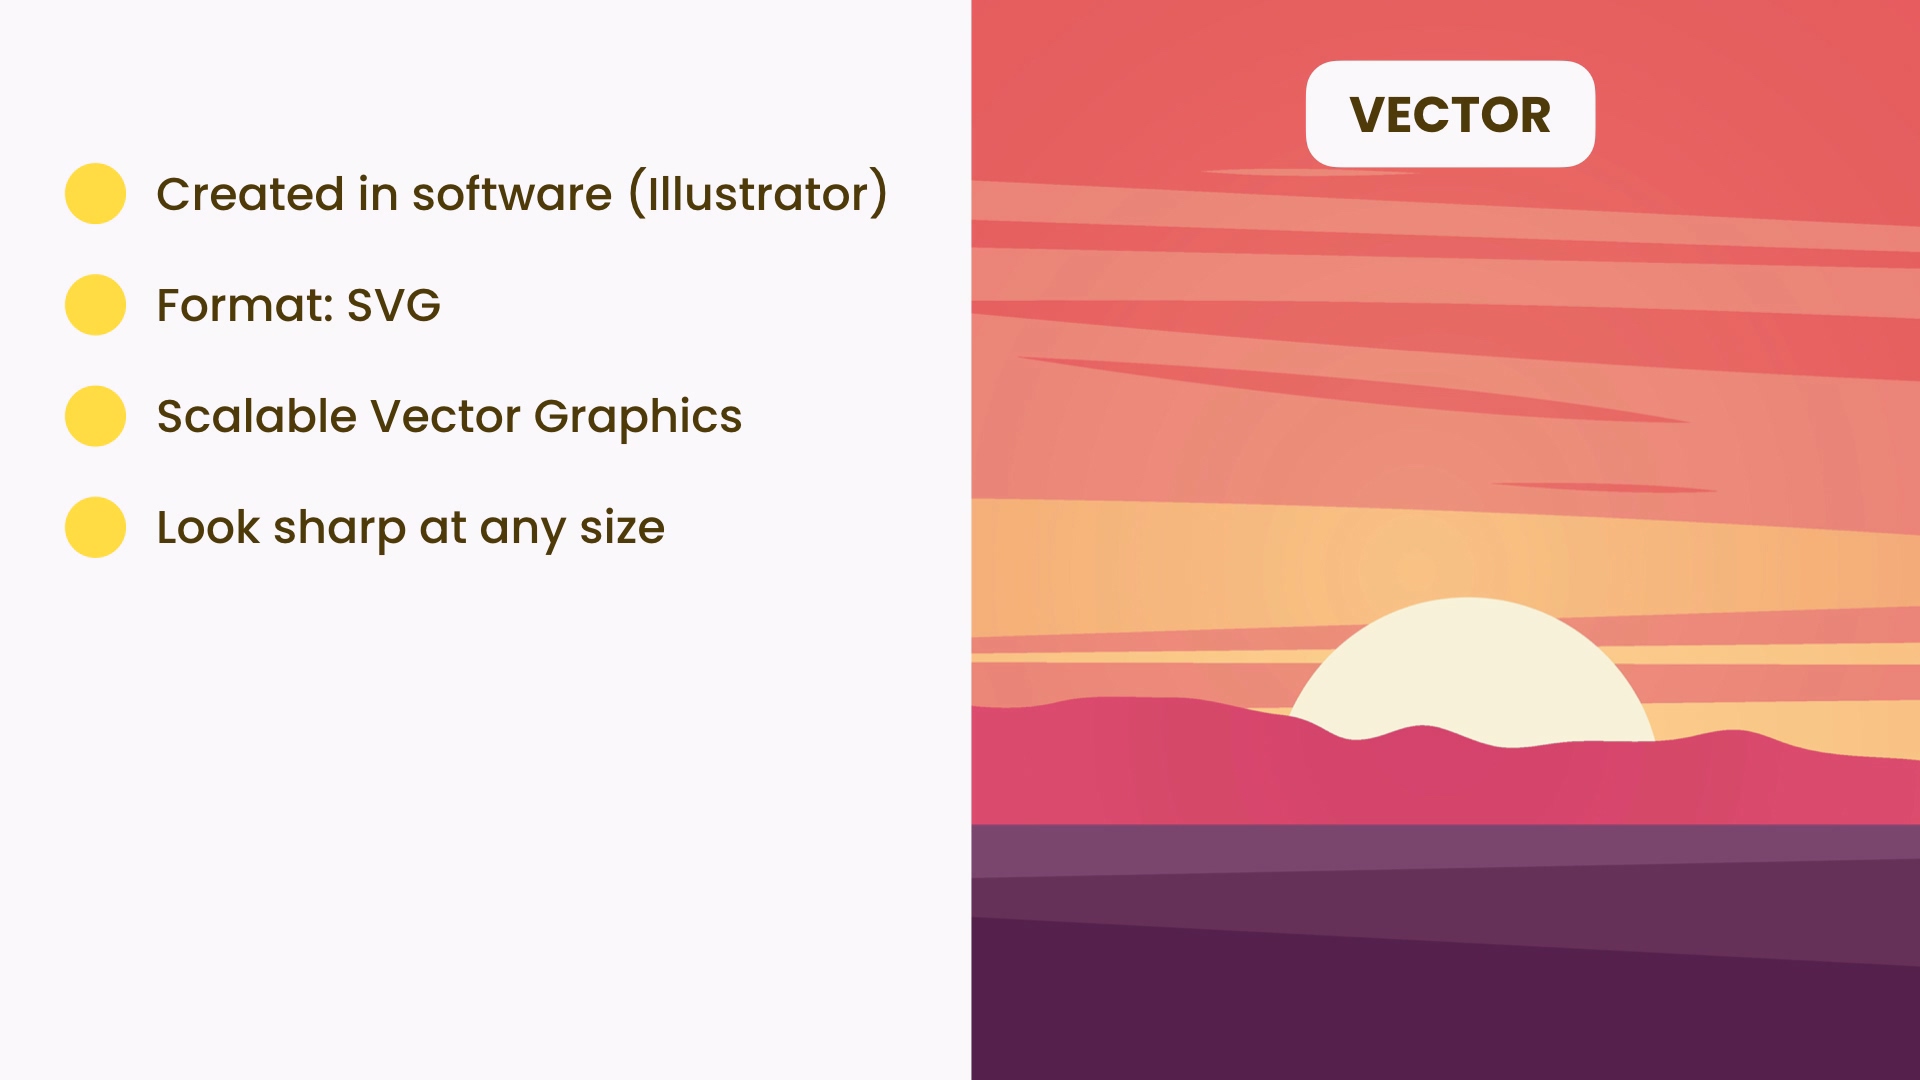 VECTOR
Created in software (Illustrator)
Format: SVG
Scalable Vector Graphics
Look sharp at any size